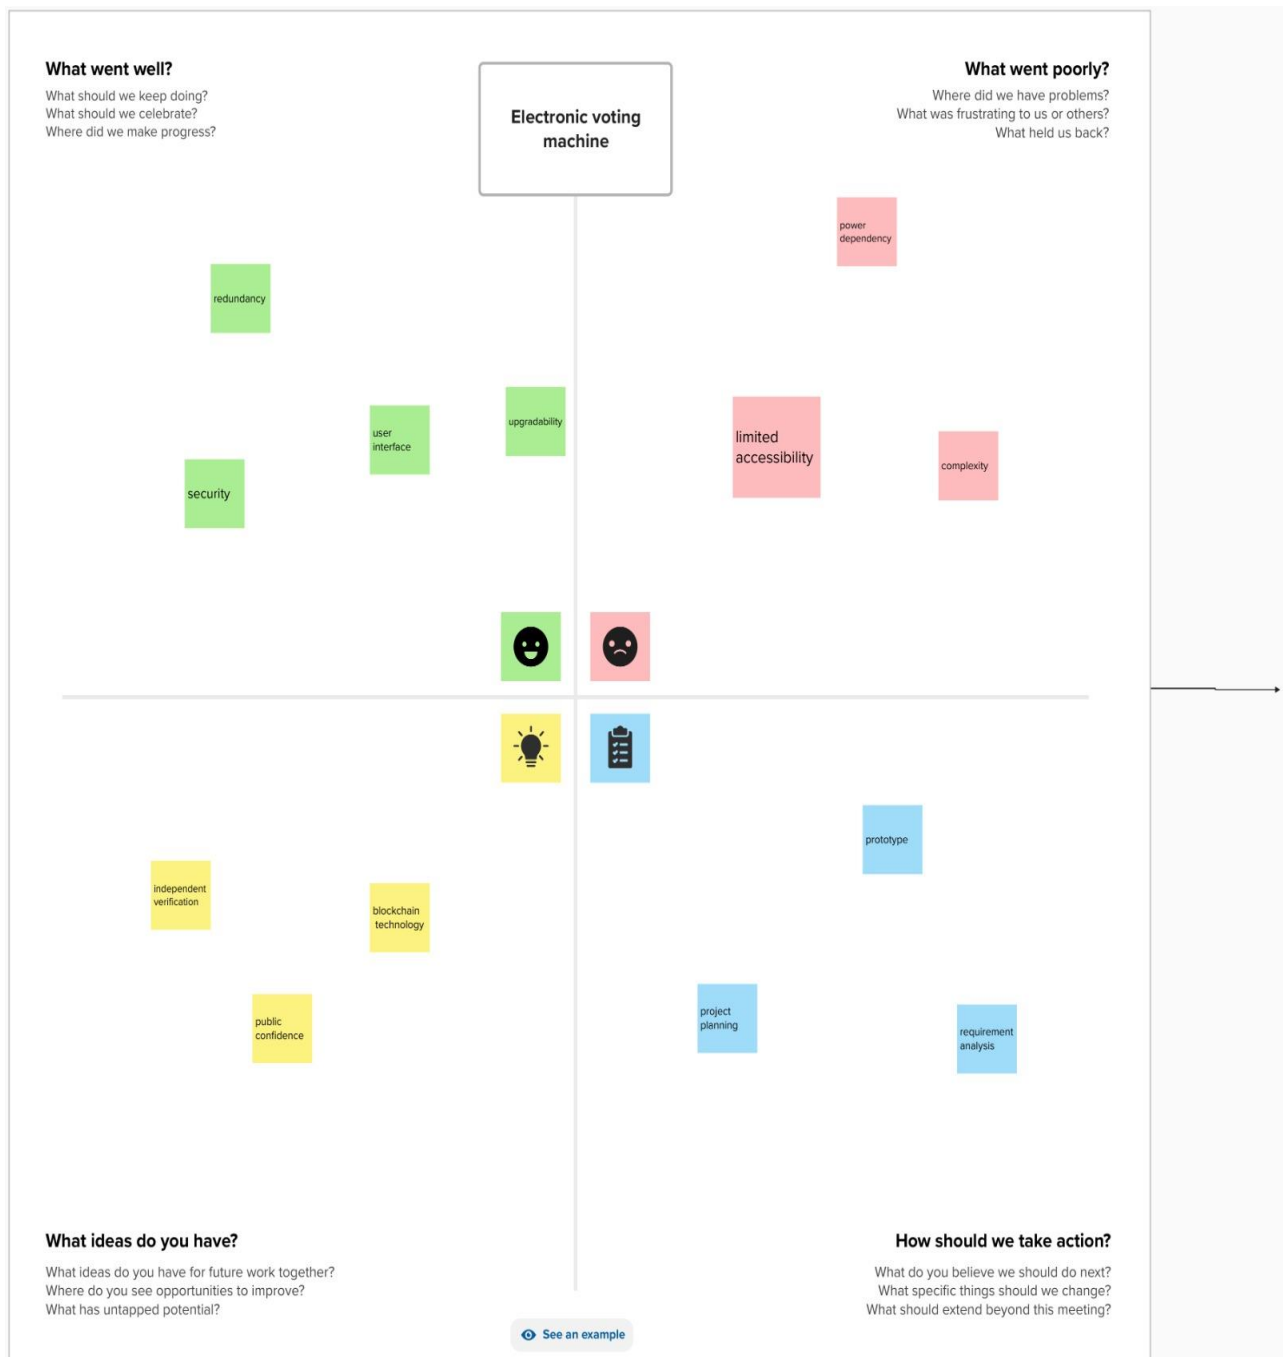 What went well?
What should we keep doing?
What should we celebrate?
Where did we make progress?
Electronic voting
machine
What went poorly?
Where did we have problems?
What was frustrating to us or others?
What held us back?
power
dependency
redundancy
upgradability
user
interface
security
limited
accessibility
complexity
prototype
independent
verification
blockchain
technology
public
confidence
project
planning
requirement
analysis
What ideas do you have?
What ideas do you have for future work together?
Where do you see opportunities to improve?
What has untapped potential?
How should we take action?
What do you believe we should do next?
What specific things should we change?
What should extend beyond this meeting?
See an example